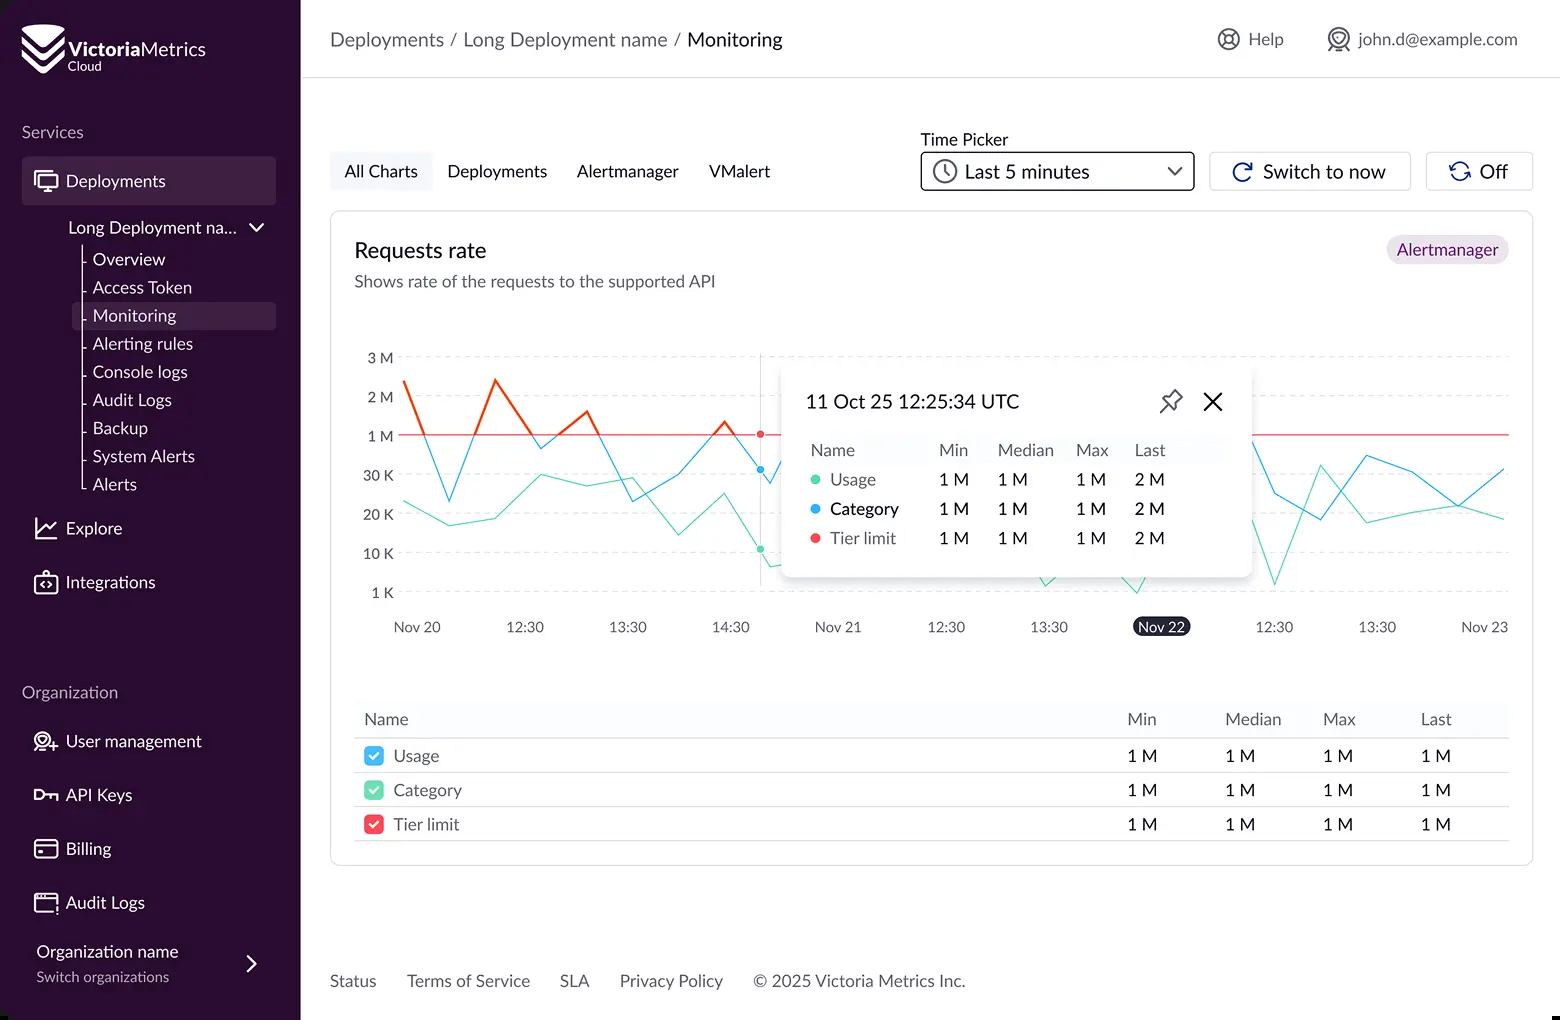 VictoriaMetrics
Cloud
Services
Deployments
Long Deployment na...
Overview
Access Token
Monitoring
Alerting rules
Console logs
Audit Logs
Backup
System Alerts
Alerts
Explore
Integrations
Organization
User management
API Keys
Billing
Audit Logs
Organization name
Switch organizations
Deployments / Long Deployment name / Monitoring
Help
john.d@example.com
All Charts
Deployments
Alertmanager
VMalert
Time Picker
Last 5 minutes
Switch to now
Off
Requests rate
Alertmanager
Shows rate of the requests to the supported API
3 M
2 M
1 M
30 K
20 K
10 K
1 K
11 Oct 25 12:25:34 UTC
Name Min Median Max Last
Usage 1 M 1 M 1 M 2 M
Category 1 M 1 M 1 M 2 M
Tier limit 1 M 1 M 1 M 2 M
Nov 20 12:30 13:30 14:30 Nov 21 12:30 13:30 Nov 22 12:30 13:30 Nov 23
Name Min Median Max Last
Usage 1 M 1 M 1 M 1 M
Category 1 M 1 M 1 M 1 M
Tier limit 1 M 1 M 1 M 1 M
Status Terms of Service SLA Privacy Policy © 2025 Victoria Metrics Inc.